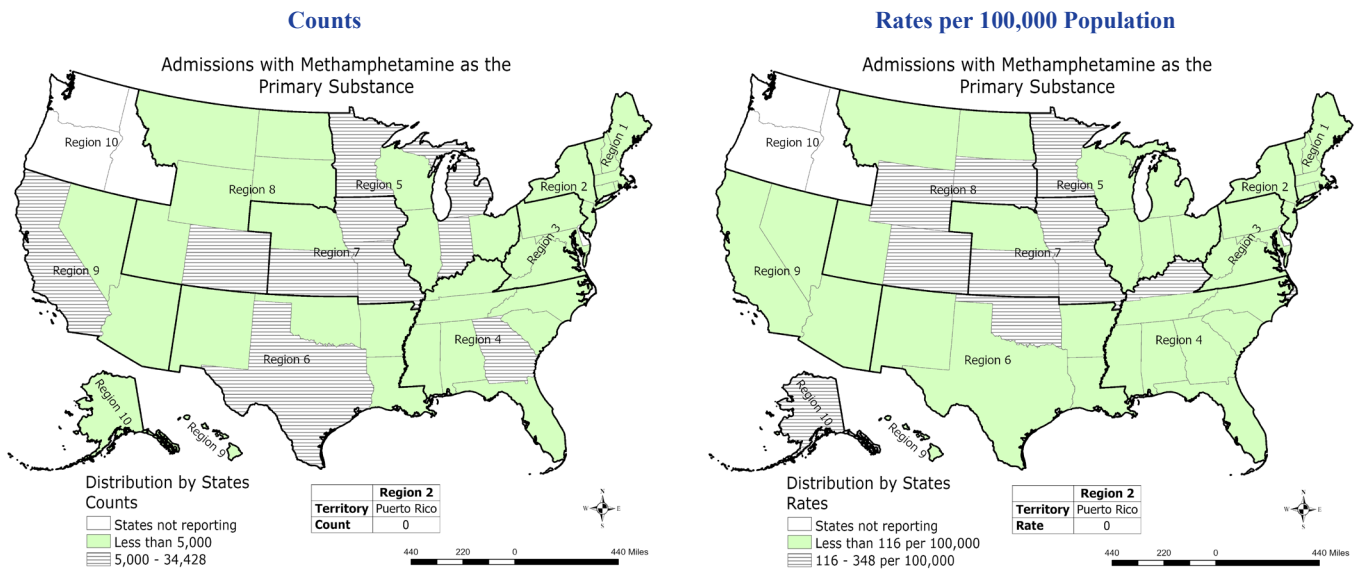 Counts
Admissions with Methamphetamine as the
Primary Substance
Region 10
Region 8
Region 5
Region 1
Region 2
Region 3
Region 7
Region 9
Region 4
Region 6
Region 10
Region 9
Distribution by States
Counts
States not reporting
Less than 5,000
5,000 - 34,428
Region 2
Territory Puerto Rico
Count 0
N
W E
S
440 220 0 440 Miles
Rates per 100,000 Population
Admissions with Methamphetamine as the
Primary Substance
Region 10
Region 8
Region 5
Region 1
Region 2
Region 3
Region 7
Region 9
Region 4
Region 6
Region 10
Region 9
Distribution by States
Rates
States not reporting
Less than 116 per 100,000
116 - 348 per 100,000
Region 2
Territory Puerto Rico
Rate 0
N
W E
S
440 220 0 440 Miles